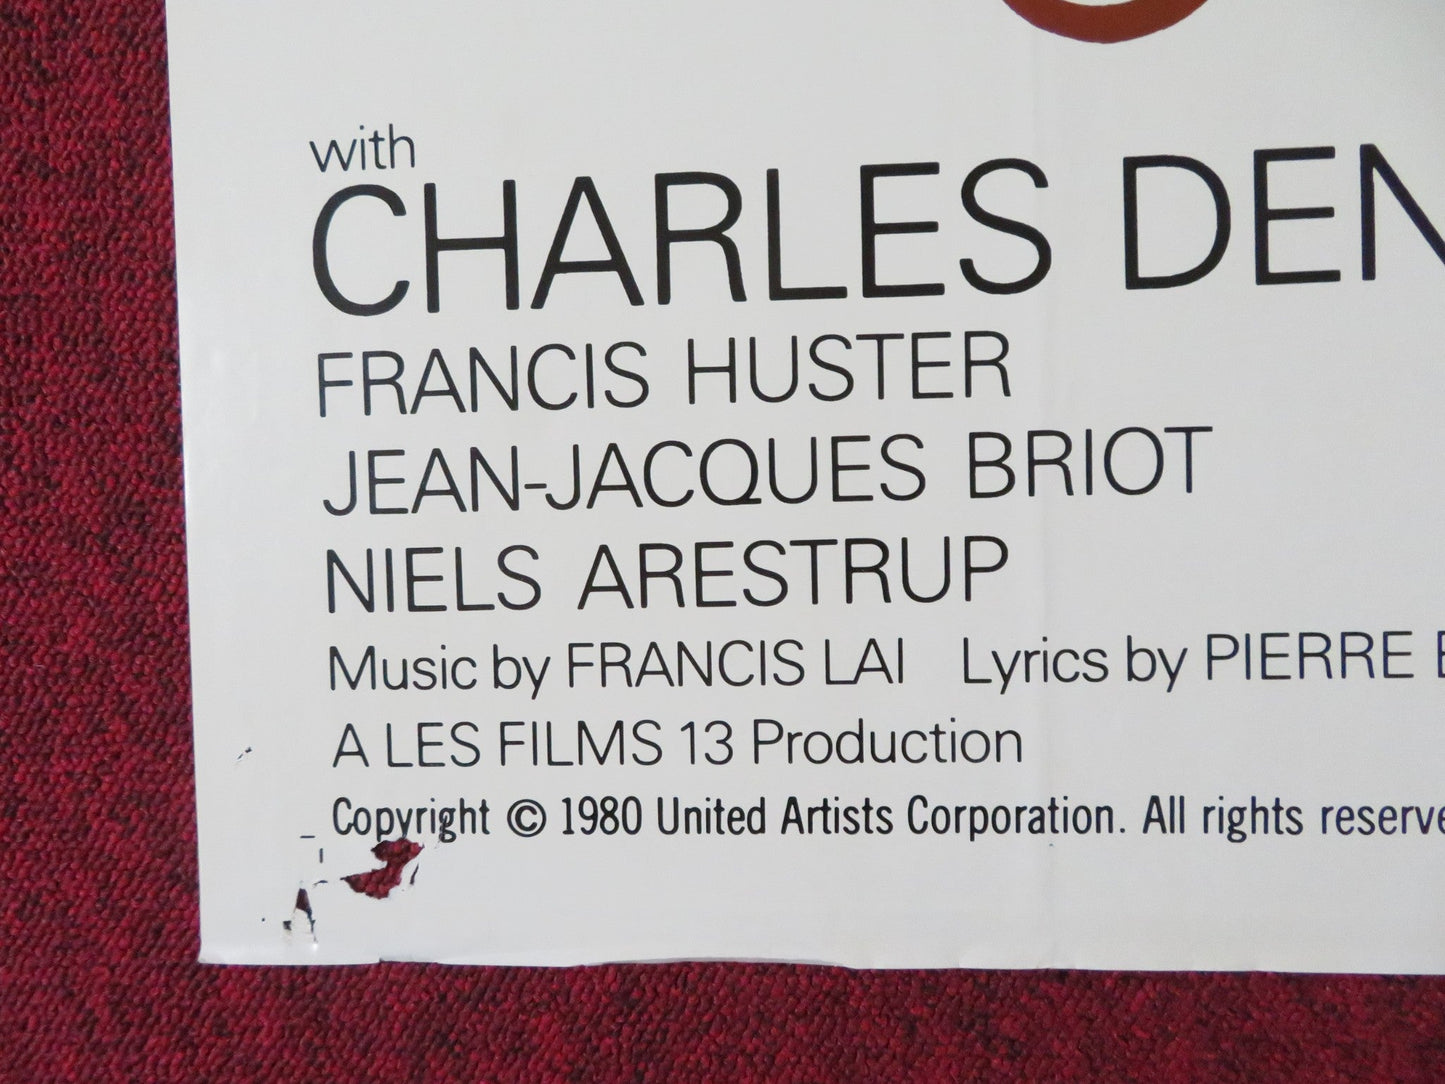 with
CHARLES DEN
FRANCIS HUSTER
JEAN-JACQUES BRIOT
NIELS ARESTRUP
Music by FRANCIS LAI Lyrics by PIERRE
A LES FILMS 13 Production
Copyright © 1980 United Artists Corporation. All rights reserve